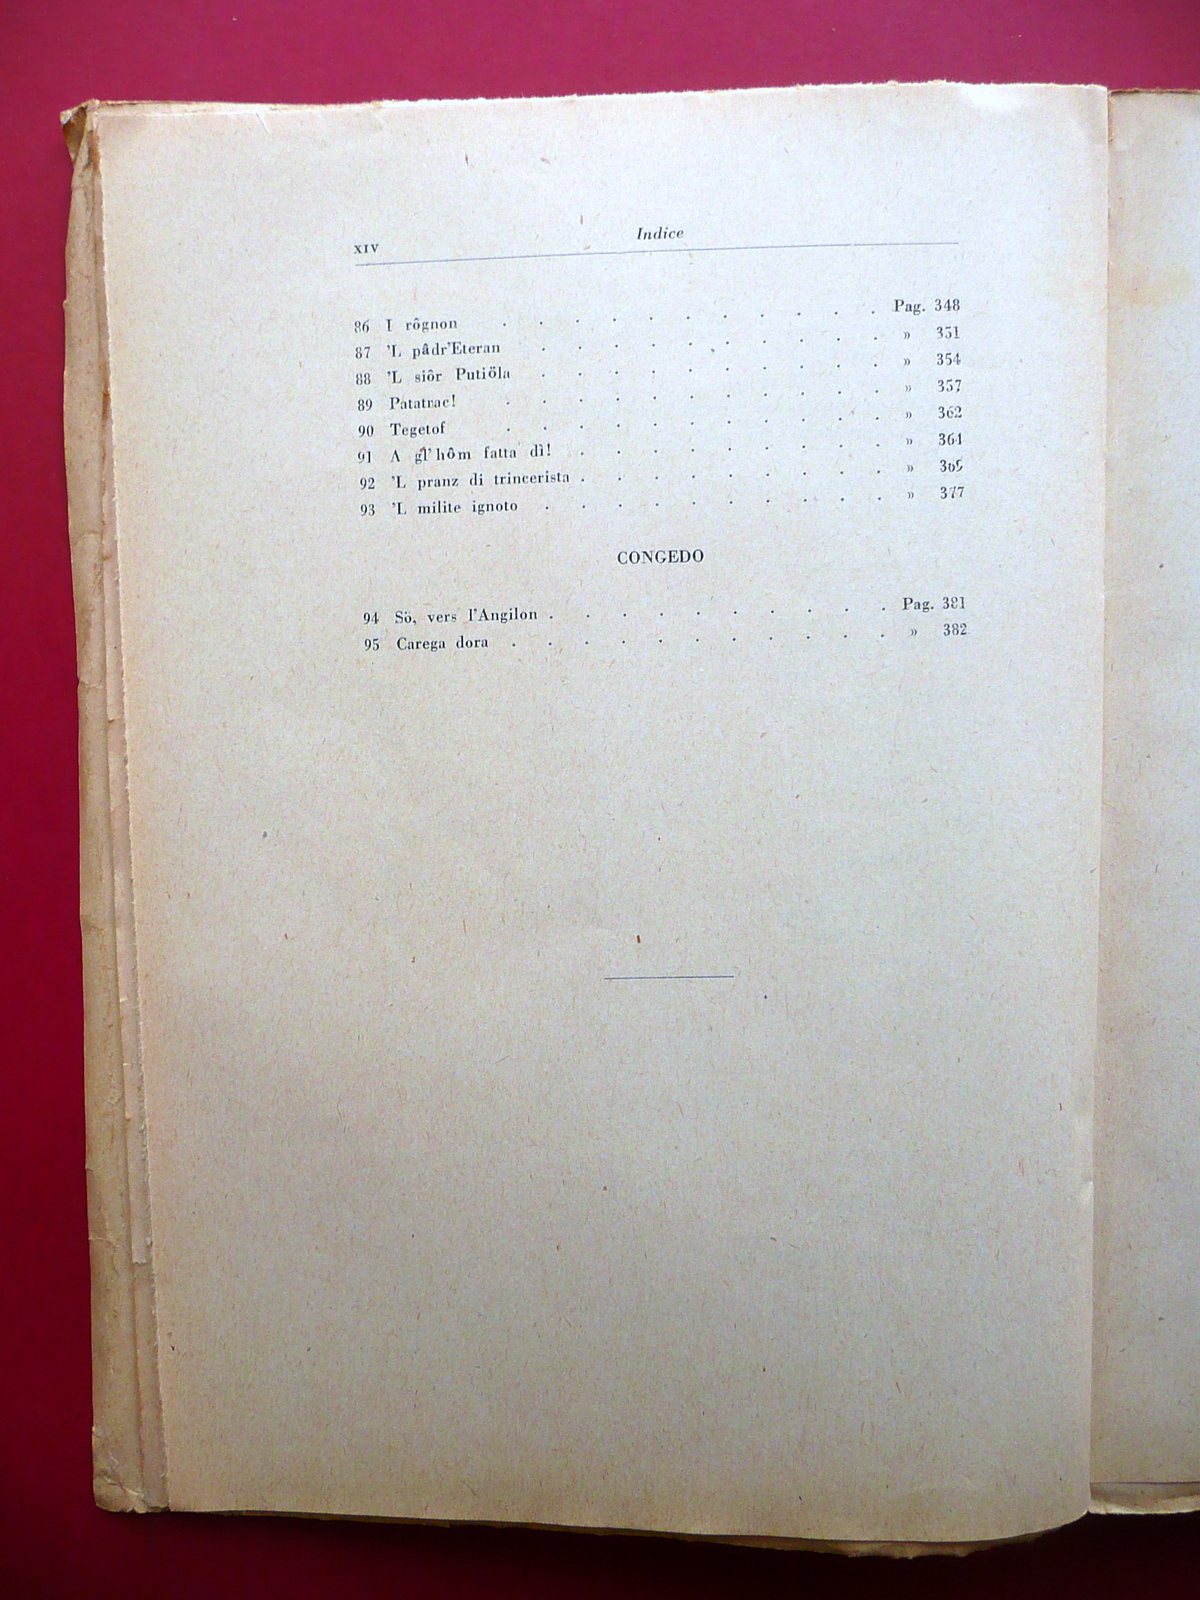 XIV Indice
86 I rôgnon . . . . . . . . . . . Pag. 348
87 'L pâdr'Eteran . . . . . . . . . . » 351
88 'L siôr Putiöla . . . . . . . . . . » 354
89 Patatrac! . . . . . . . . . . . » 357
90 Tegetof . . . . . . . . . . . » 362
91 A gl'hôm fatta dì! . . . . . . . . . » 364
92 'L pranz di trincerista . . . . . . . . . » 369
93 'L milite ignoto . . . . . . . . . . » 377
CONGEDO
94 Sö, vers l'Angilon . . . . . . . . . . Pag. 381
95 Carega dora . . . . . . . . . . . » 382